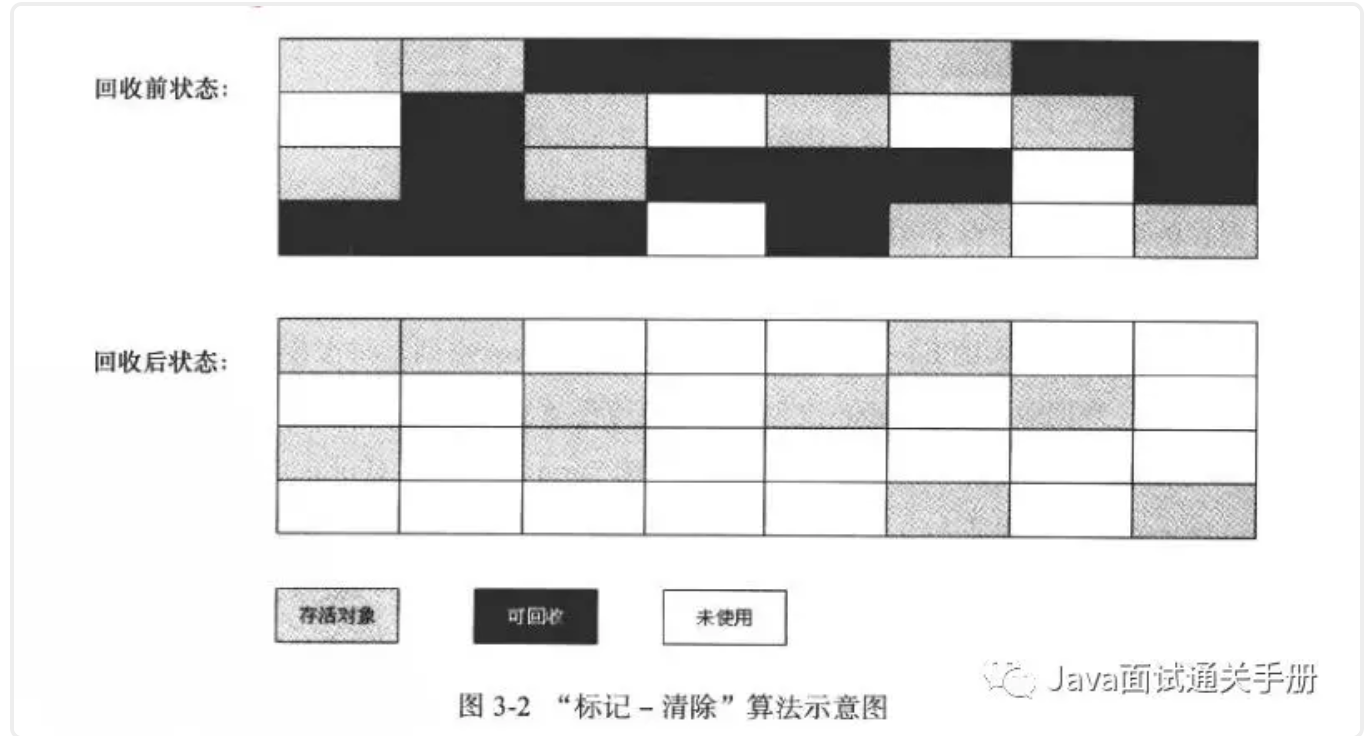 回收前状态：
回收后状态：
存活对象
可回收
未使用
Java面试通关手册
图 3-2 “标记 – 清除”算法示意图